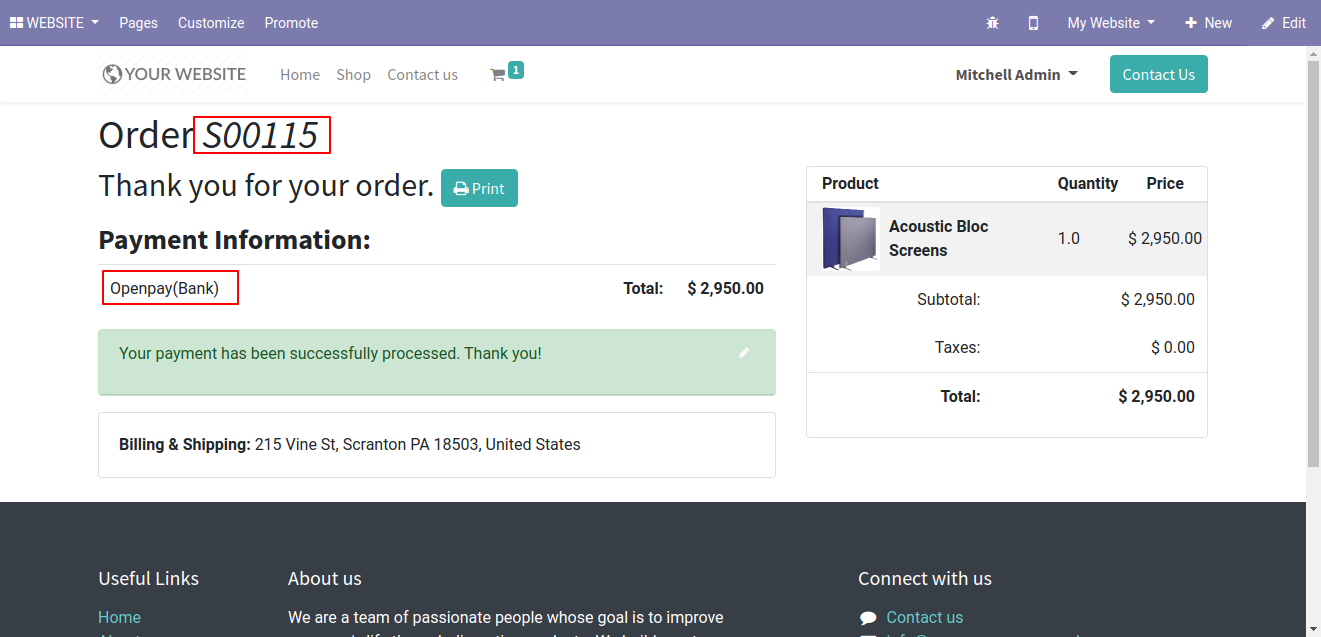 WEBSITE Pages Customize Promote My Website New Edit
YOUR WEBSITE Home Shop Contact us 1 Mitchell Admin Contact Us
Order S00115
Thank you for your order. Print
Payment Information:
Openpay(Bank) Total: $ 2,950.00
Your payment has been successfully processed. Thank you!
Billing & Shipping: 215 Vine St, Scranton PA 18503, United States
Product Quantity Price
Acoustic Bloc
Screens 1.0 $ 2,950.00
Subtotal: $ 2,950.00
Taxes: $ 0.00
Total: $ 2,950.00
Useful Links
Home
About us
We are a team of passionate people whose goal is to improve
Connect with us
Contact us